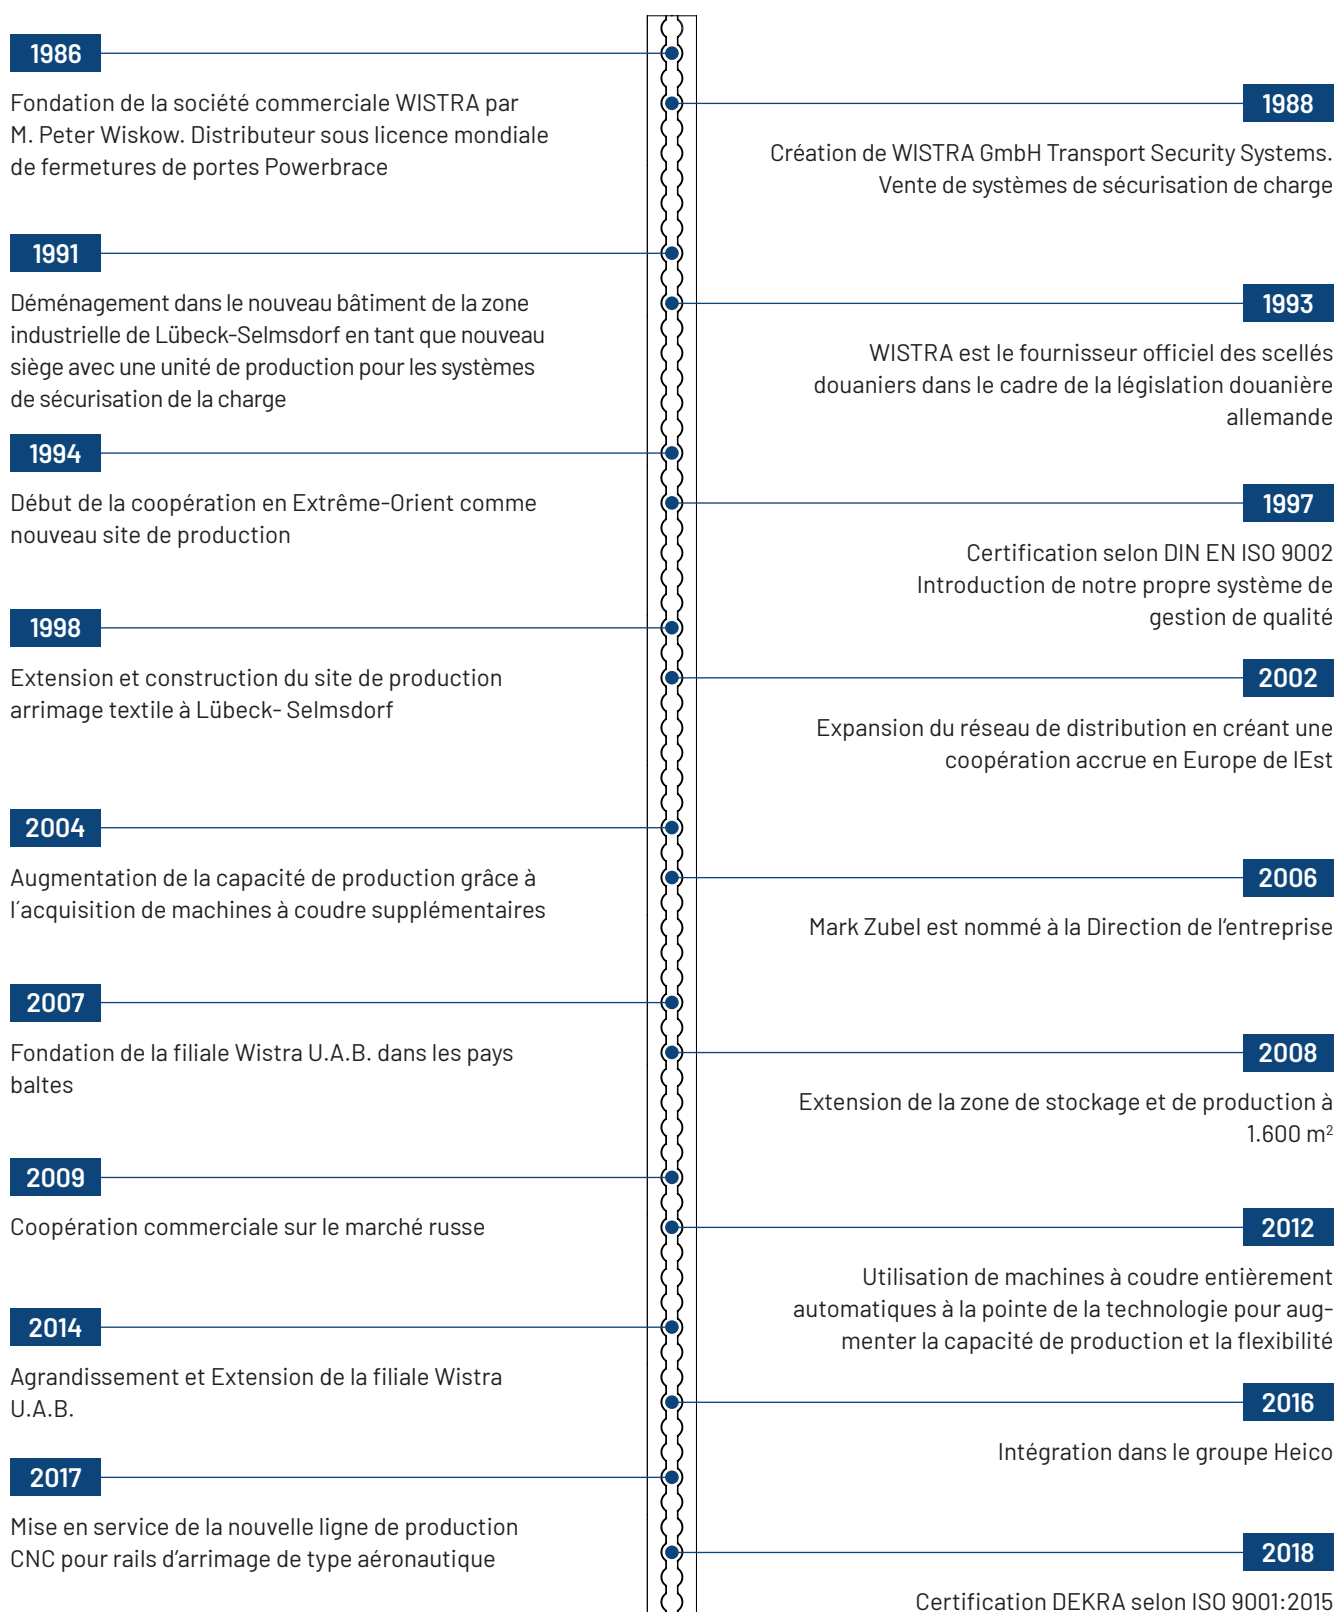 1986
Fondation de la société commerciale WISTRA par
M. Peter Wiskow. Distributeur sous licence mondiale
de fermetures de portes Powerbrace
1988
Création de WISTRA GmbH Transport Security Systems.
Vente de systèmes de sécurisation de charge
1991
Déménagement dans le nouveau bâtiment de la zone
industrielle de Lübeck-Selmsdorf en tant que nouveau
siège avec une unité de production pour les systèmes
de sécurisation de la charge
1993
WISTRA est le fournisseur officiel des scellés
douaniers dans le cadre de la législation douanière
allemande
1994
Début de la coopération en Extrême-Orient comme
nouveau site de production
1997
Certification selon DIN EN ISO 9002
Introduction de notre propre système de
gestion de qualité
1998
Extension et construction du site de production
arrimage textile à Lübeck- Selmsdorf
2002
Expansion du réseau de distribution en créant une
coopération accrue en Europe de lEst
2004
Augmentation de la capacité de production grâce à
l´acquisition de machines à coudre supplémentaires
2006
Mark Zubel est nommé à la Direction de l‘entreprise
2007
Fondation de la filiale Wistra U.A.B. dans les pays
baltes
2008
Extension de la zone de stockage et de production à
1.600 m²
2009
Coopération commerciale sur le marché russe
2012
Utilisation de machines à coudre entièrement
automatiques à la pointe de la technologie pour aug-
menter la capacité de production et la flexibilité
2014
Agrandissement et Extension de la filiale Wistra
U.A.B.
2016
Intégration dans le groupe Heico
2017
Mise en service de la nouvelle ligne de production
CNC pour rails d‘arrimage de type aéronautique
2018
Certification DEKRA selon ISO 9001:2015